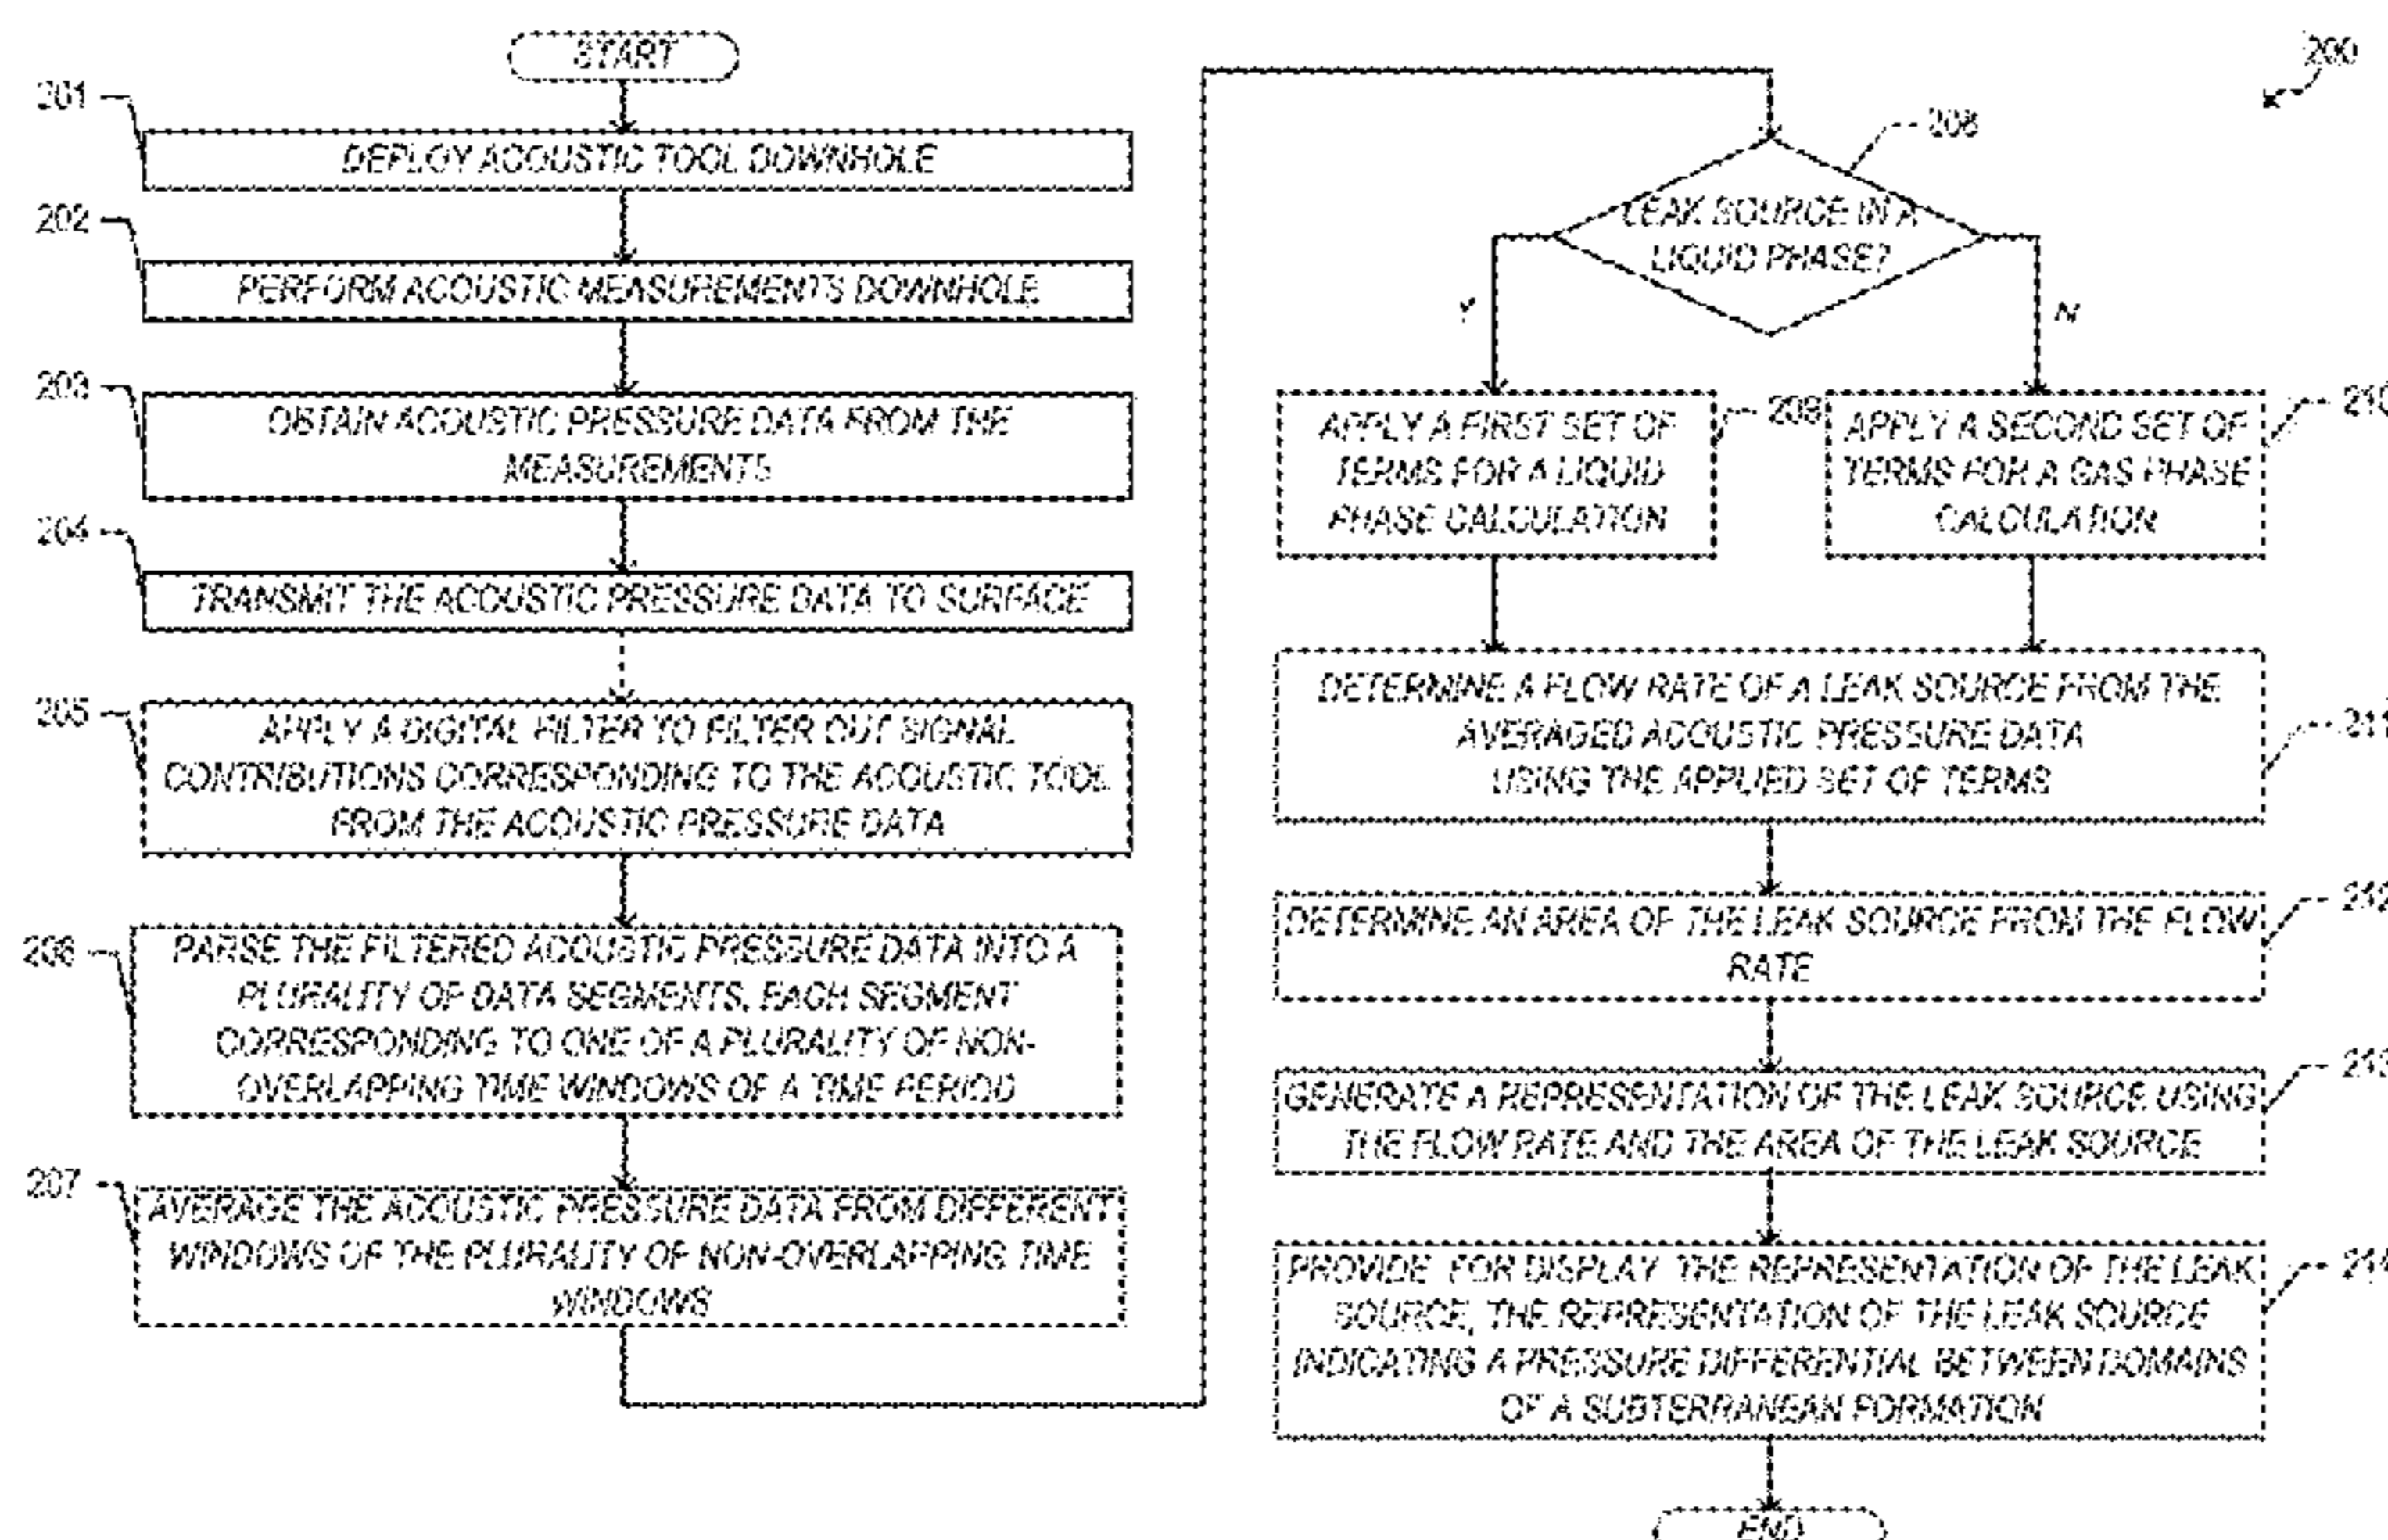 START
201
DEPLOY ACOUSTIC TOOL DOWNHOLE
202
PERFORM ACOUSTIC MEASUREMENTS DOWNHOLE
203
OBTAIN ACOUSTIC PRESSURE DATA FROM THE
MEASUREMENTS
204
TRANSMIT THE ACOUSTIC PRESSURE DATA TO SURFACE
205
APPLY A DIGITAL FILTER TO FILTER OUT SIGNAL
CONTRIBUTIONS CORRESPONDING TO THE ACOUSTIC TOOL
FROM THE ACOUSTIC PRESSURE DATA
206
PARSE THE FILTERED ACOUSTIC PRESSURE DATA INTO A
PLURALITY OF DATA SEGMENTS, EACH SEGMENT
CORRESPONDING TO ONE OF A PLURALITY OF NON-
OVERLAPPING TIME WINDOWS OF A TIME PERIOD
207
AVERAGE THE ACOUSTIC PRESSURE DATA FROM DIFFERENT
WINDOWS OF THE PLURALITY OF NON-OVERLAPPING TIME
WINDOWS
200
208
LEAK SOURCE IN A
LIQUID PHASE?
Y
N
APPLY A FIRST SET OF
TERMS FOR A LIQUID
PHASE CALCULATION
209
APPLY A SECOND SET OF
TERMS FOR A GAS PHASE
CALCULATION
210
DETERMINE A FLOW RATE OF A LEAK SOURCE FROM THE
AVERAGED ACOUSTIC PRESSURE DATA
USING THE APPLIED SET OF TERMS
211
DETERMINE AN AREA OF THE LEAK SOURCE FROM THE FLOW
RATE
212
GENERATE A REPRESENTATION OF THE LEAK SOURCE USING
THE FLOW RATE AND THE AREA OF THE LEAK SOURCE
213
PROVIDE FOR DISPLAY THE REPRESENTATION OF THE LEAK
SOURCE, THE REPRESENTATION OF THE LEAK SOURCE
INDICATING A PRESSURE DIFFERENTIAL BETWEEN DOMAINS
OF A SUBTERRANEAN FORMATION
214
END